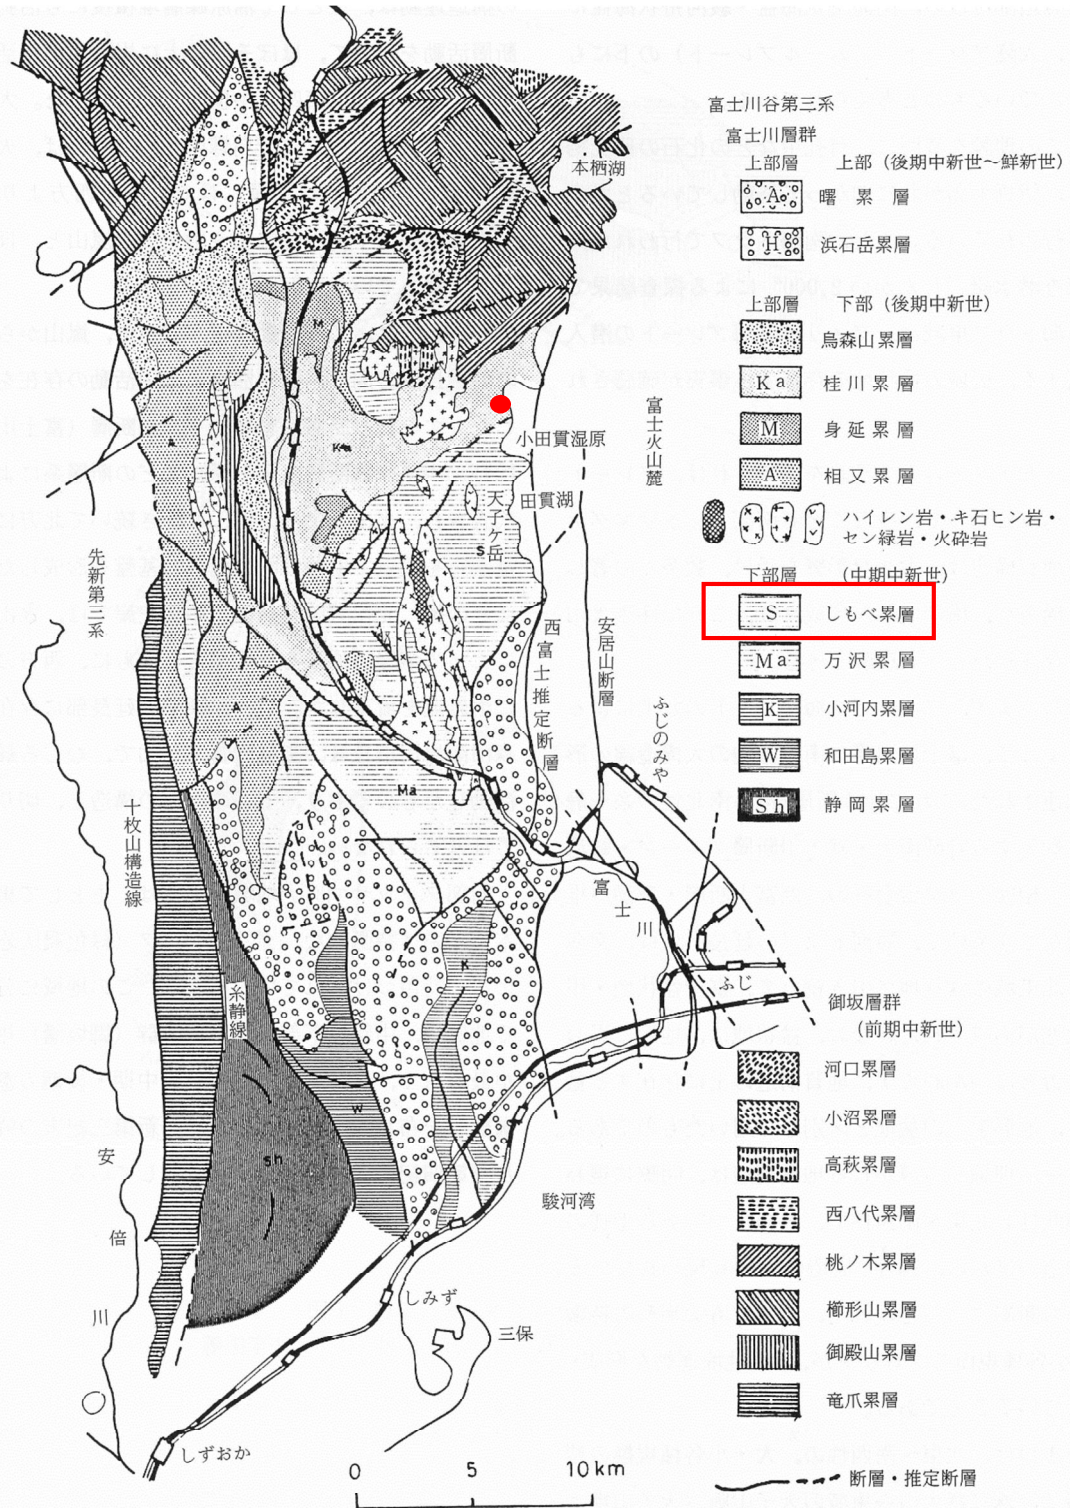 富士川谷第三系
富士川層群
上部層 上部（後期中新世〜鮮新世）
A 曙累層
H 浜石岳累層
上部層 下部（後期中新世）
烏森山累層
Ka 桂川累層
M 身延累層
A 相又累層
ハイレン岩・キ石ヒン岩・
セン緑岩・火砕岩
下部層 （中期中新世）
S しもべ累層
Ma 万沢累層
K 小河内累層
W 和田島累層
Sh 静岡累層
御坂層群
（前期中新世）
河口累層
小沼累層
高萩累層
西八代累層
桃ノ木累層
櫛形山累層
御殿山累層
竜爪累層
断層・推定断層
本栖湖
M
Ka
A
小田貫湿原
田貫湖
天子ヶ岳
S
富士火山麓
先新第三系
西富士推定断層
安居山断層
ふじのみや
A
Ma
十枚山構造線
糸静線
富士川
ふじ
K
W
Sh
駿河湾
安倍川
しみず
三保
しずおか
0 5 10km